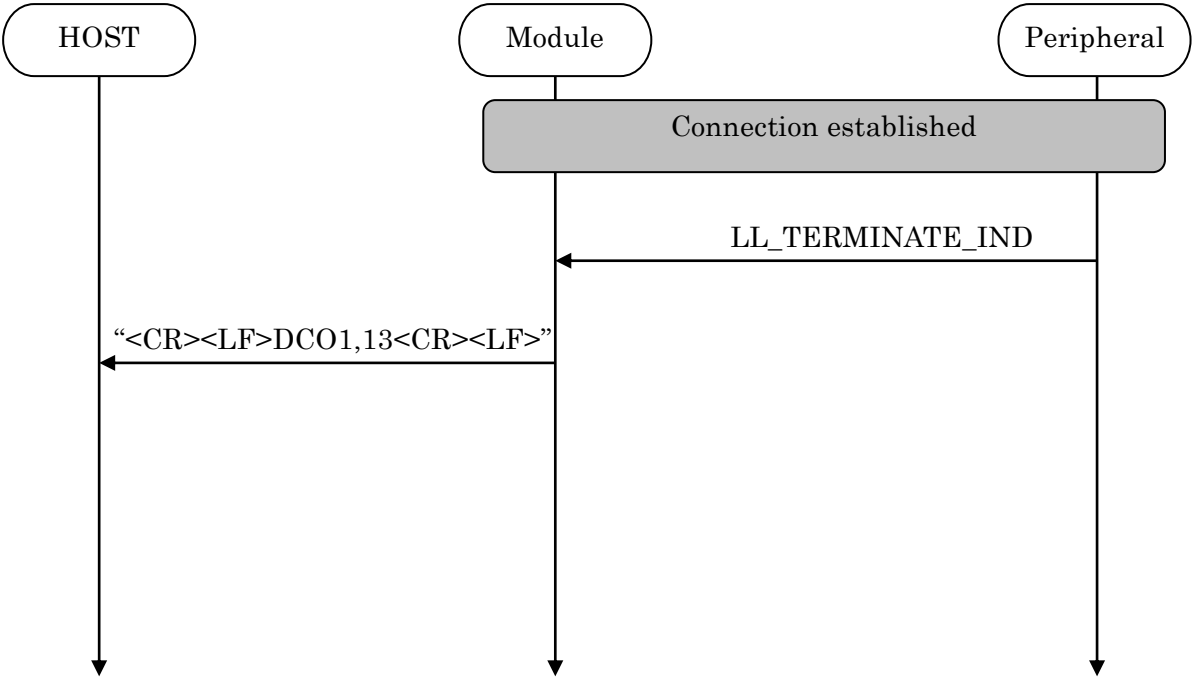 HOST
Module
Peripheral
Connection established
LL_TERMINATE_IND
“<CR><LF>DCO1,13<CR><LF>”